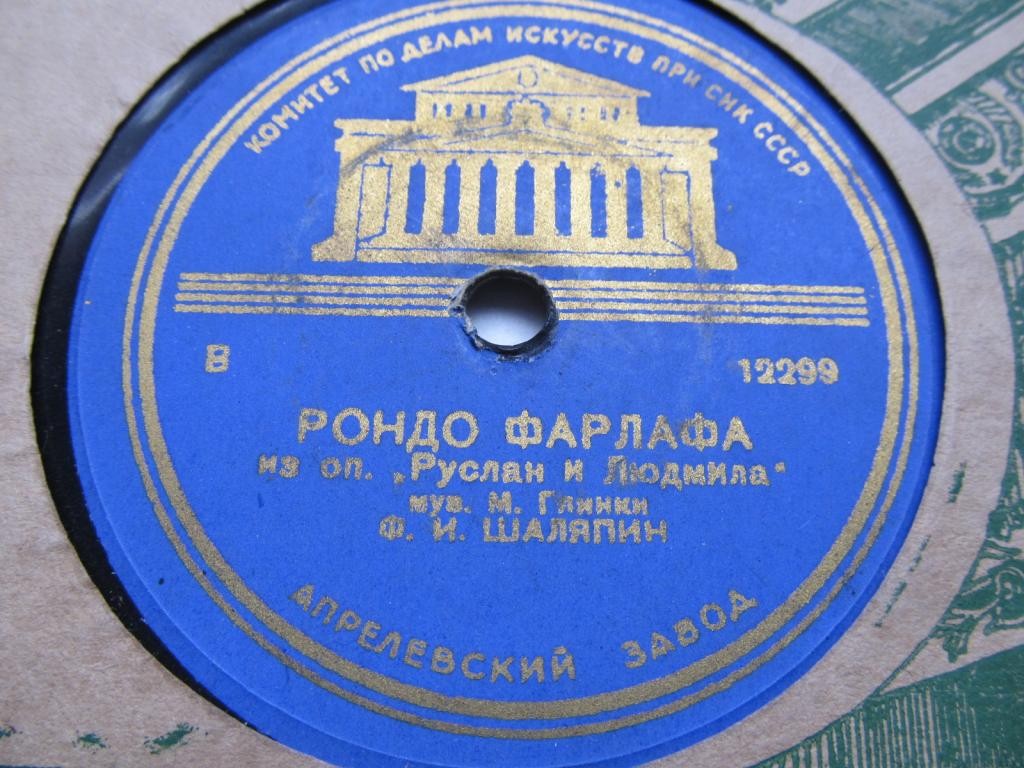 КОМИТЕТ ПО ДЕЛАМ ИСКУССТВ ПРИ СНК СССР
В 12299
РОНДО ФАРЛАФА
из оп. „Руслан и Людмила“
муз. М. Глинки
Ф. И. ШАЛЯПИН
АПРЕЛЕВСКИЙ ЗАВОД